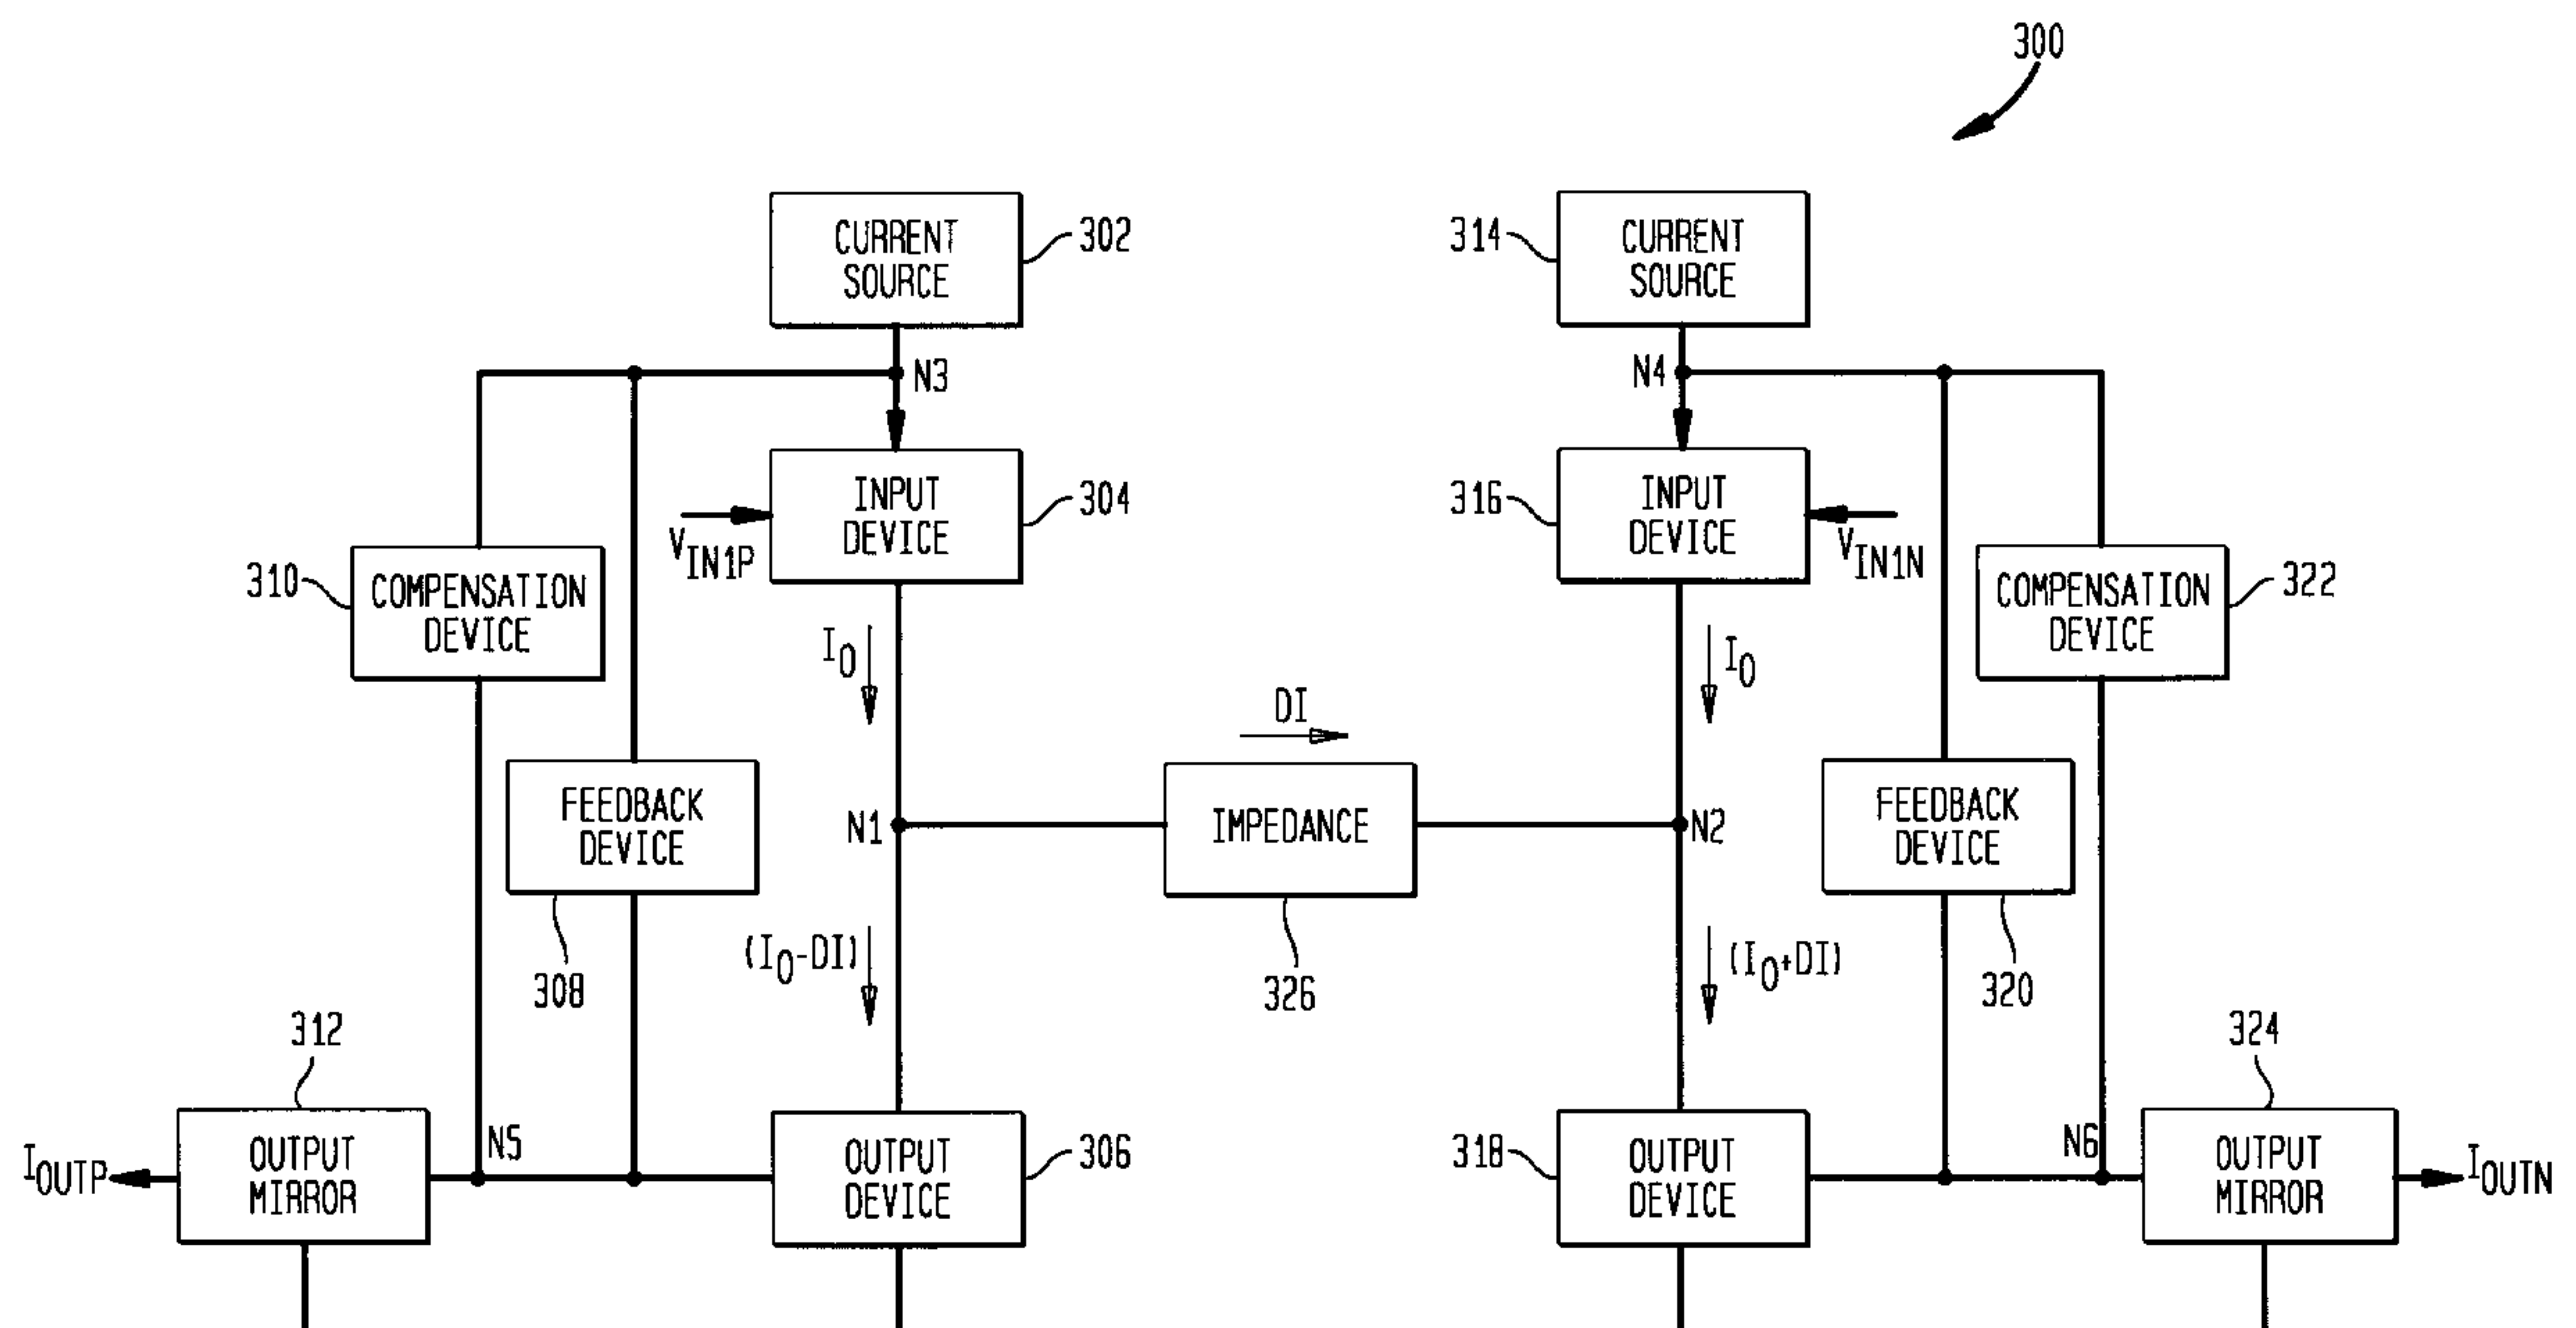 300
CURRENT
SOURCE
302
314
CURRENT
SOURCE
N3
N4
INPUT
DEVICE
304
316
INPUT
DEVICE
VIN1P
VIN1N
310
COMPENSATION
DEVICE
COMPENSATION
DEVICE
322
I0
I0
DI
FEEDBACK
DEVICE
N1
IMPEDANCE
N2
FEEDBACK
DEVICE
(I0-DI)
(I0+DI)
308
326
320
312
324
N5
N6
IOUTP
OUTPUT
MIRROR
OUTPUT
DEVICE
306
318
OUTPUT
DEVICE
OUTPUT
MIRROR
IOUTN